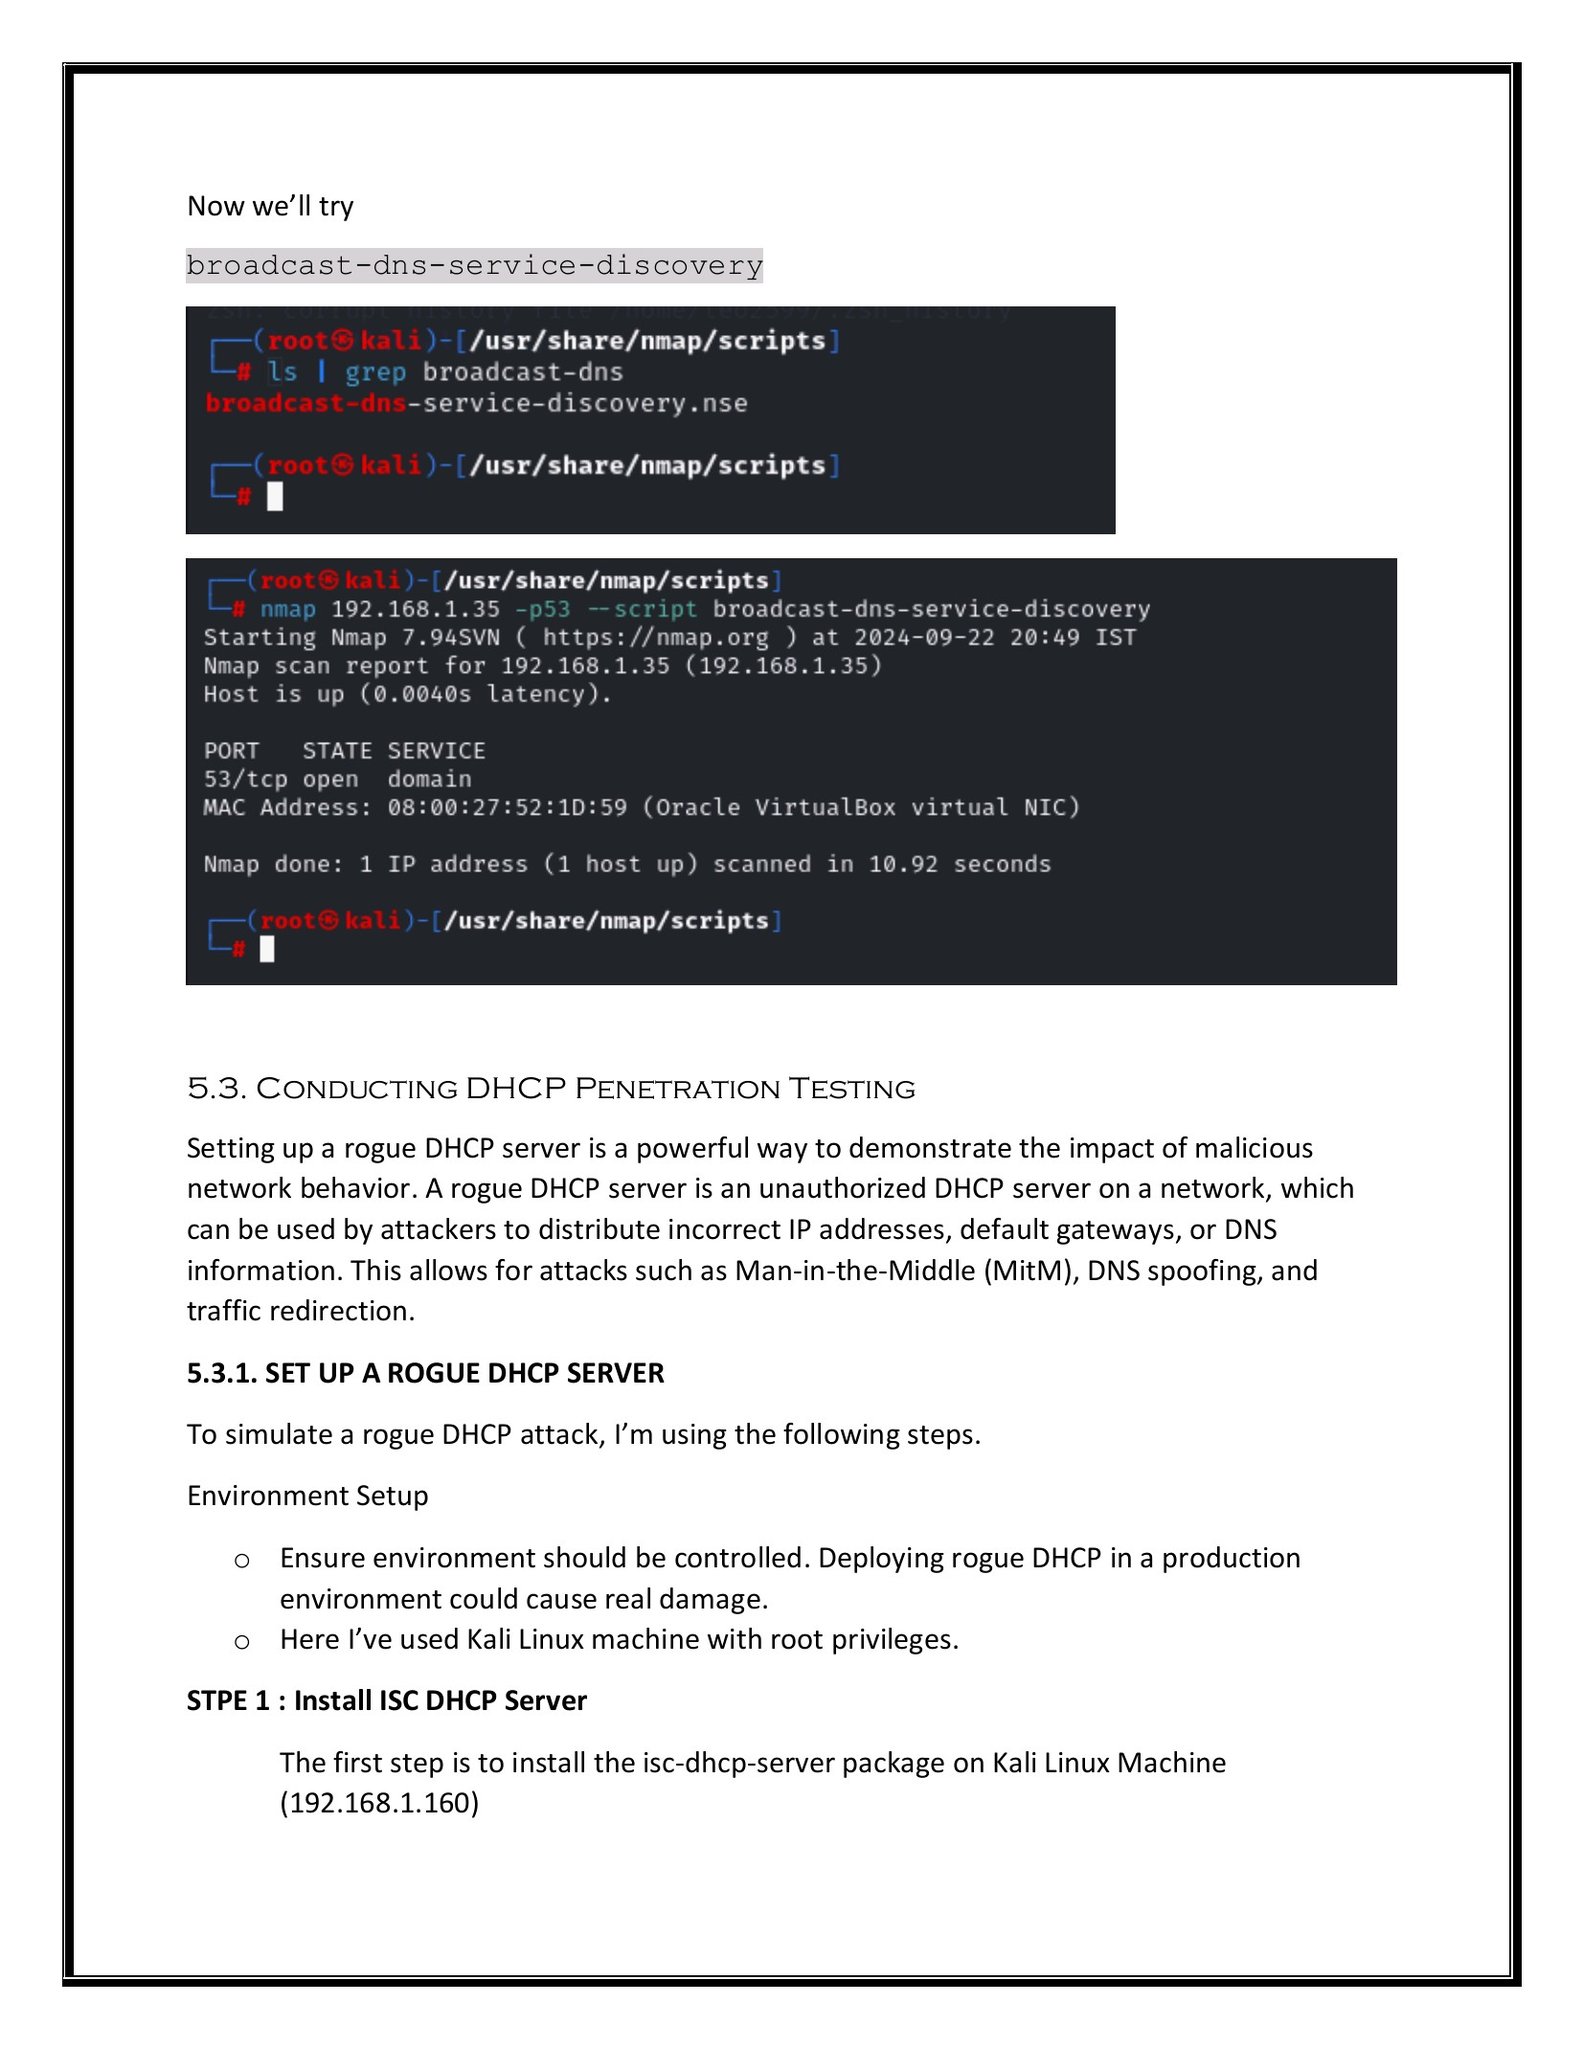 Now we’ll try
broadcast-dns-service-discovery
zsh: corrupt history file /home/leo2399/.zsh_history
┌──(root㉿kali)-[/usr/share/nmap/scripts]
└─# ls | grep broadcast-dns
broadcast-dns-service-discovery.nse
┌──(root㉿kali)-[/usr/share/nmap/scripts]
└─#
┌──(root㉿kali)-[/usr/share/nmap/scripts]
└─# nmap 192.168.1.35 -p53 --script broadcast-dns-service-discovery
Starting Nmap 7.94SVN ( https://nmap.org ) at 2024-09-22 20:49 IST
Nmap scan report for 192.168.1.35 (192.168.1.35)
Host is up (0.0040s latency).
PORT   STATE SERVICE
53/tcp open  domain
MAC Address: 08:00:27:52:1D:59 (Oracle VirtualBox virtual NIC)
Nmap done: 1 IP address (1 host up) scanned in 10.92 seconds
┌──(root㉿kali)-[/usr/share/nmap/scripts]
└─#
5.3. Conducting DHCP Penetration Testing
Setting up a rogue DHCP server is a powerful way to demonstrate the impact of malicious
network behavior. A rogue DHCP server is an unauthorized DHCP server on a network, which
can be used by attackers to distribute incorrect IP addresses, default gateways, or DNS
information. This allows for attacks such as Man-in-the-Middle (MitM), DNS spoofing, and
traffic redirection.
5.3.1. SET UP A ROGUE DHCP SERVER
To simulate a rogue DHCP attack, I’m using the following steps.
Environment Setup
o Ensure environment should be controlled. Deploying rogue DHCP in a production
environment could cause real damage.
o Here I’ve used Kali Linux machine with root privileges.
STPE 1 : Install ISC DHCP Server
The first step is to install the isc-dhcp-server package on Kali Linux Machine
(192.168.1.160)